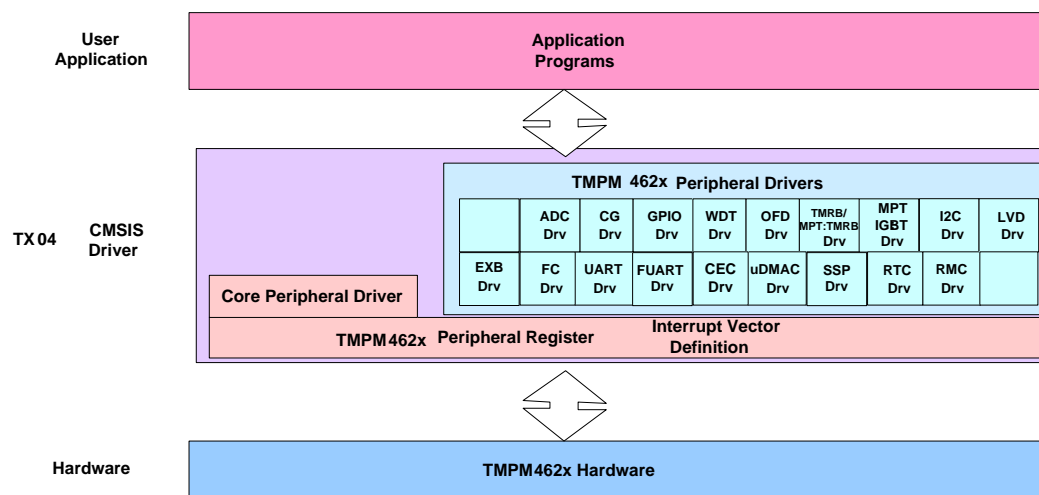 User
Application
Application
Programs
TMPM 462x Peripheral Drivers
ADC
Drv
CG
Drv
GPIO
Drv
WDT
Drv
OFD
Drv
TMRB/
MPT:TMRB
Drv
MPT
IGBT
Drv
I2C
Drv
LVD
Drv
TX 04
CMSIS
Driver
EXB
Drv
FC
Drv
UART
Drv
FUART
Drv
CEC
Drv
uDMAC
Drv
SSP
Drv
RTC
Drv
RMC
Drv
Core Peripheral Driver
TMPM462x Peripheral Register
Interrupt Vector
Definition
Hardware
TMPM462x Hardware